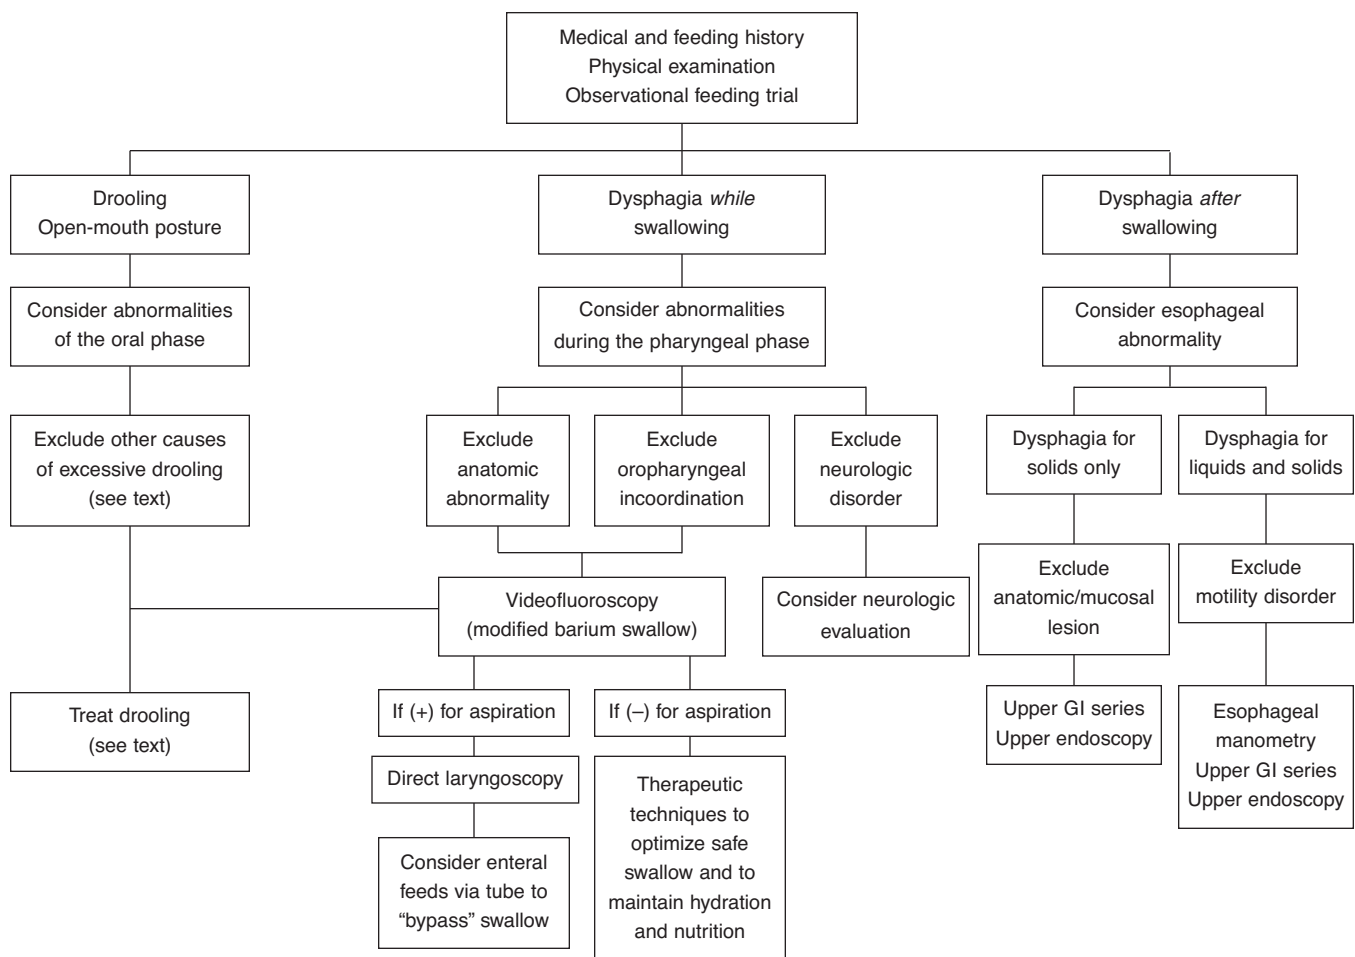 Medical and feeding history
Physical examination
Observational feeding trial
Drooling
Open-mouth posture
Dysphagia while
swallowing
Dysphagia after
swallowing
Consider abnormalities
of the oral phase
Consider abnormalities
during the pharyngeal phase
Consider esophageal
abnormality
Exclude other causes
of excessive drooling
(see text)
Exclude
anatomic
abnormality
Exclude
oropharyngeal
incoordination
Exclude
neurologic
disorder
Dysphagia for
solids only
Dysphagia for
liquids and solids
Videofluoroscopy
(modified barium swallow)
Consider neurologic
evaluation
Exclude
anatomic/mucosal
lesion
Exclude
motility disorder
Treat drooling
(see text)
If (+) for aspiration
If (–) for aspiration
Upper GI series
Upper endoscopy
Esophageal
manometry
Upper GI series
Upper endoscopy
Direct laryngoscopy
Therapeutic
techniques to
optimize safe
swallow and to
maintain hydration
and nutrition
Consider enteral
feeds via tube to
“bypass” swallow